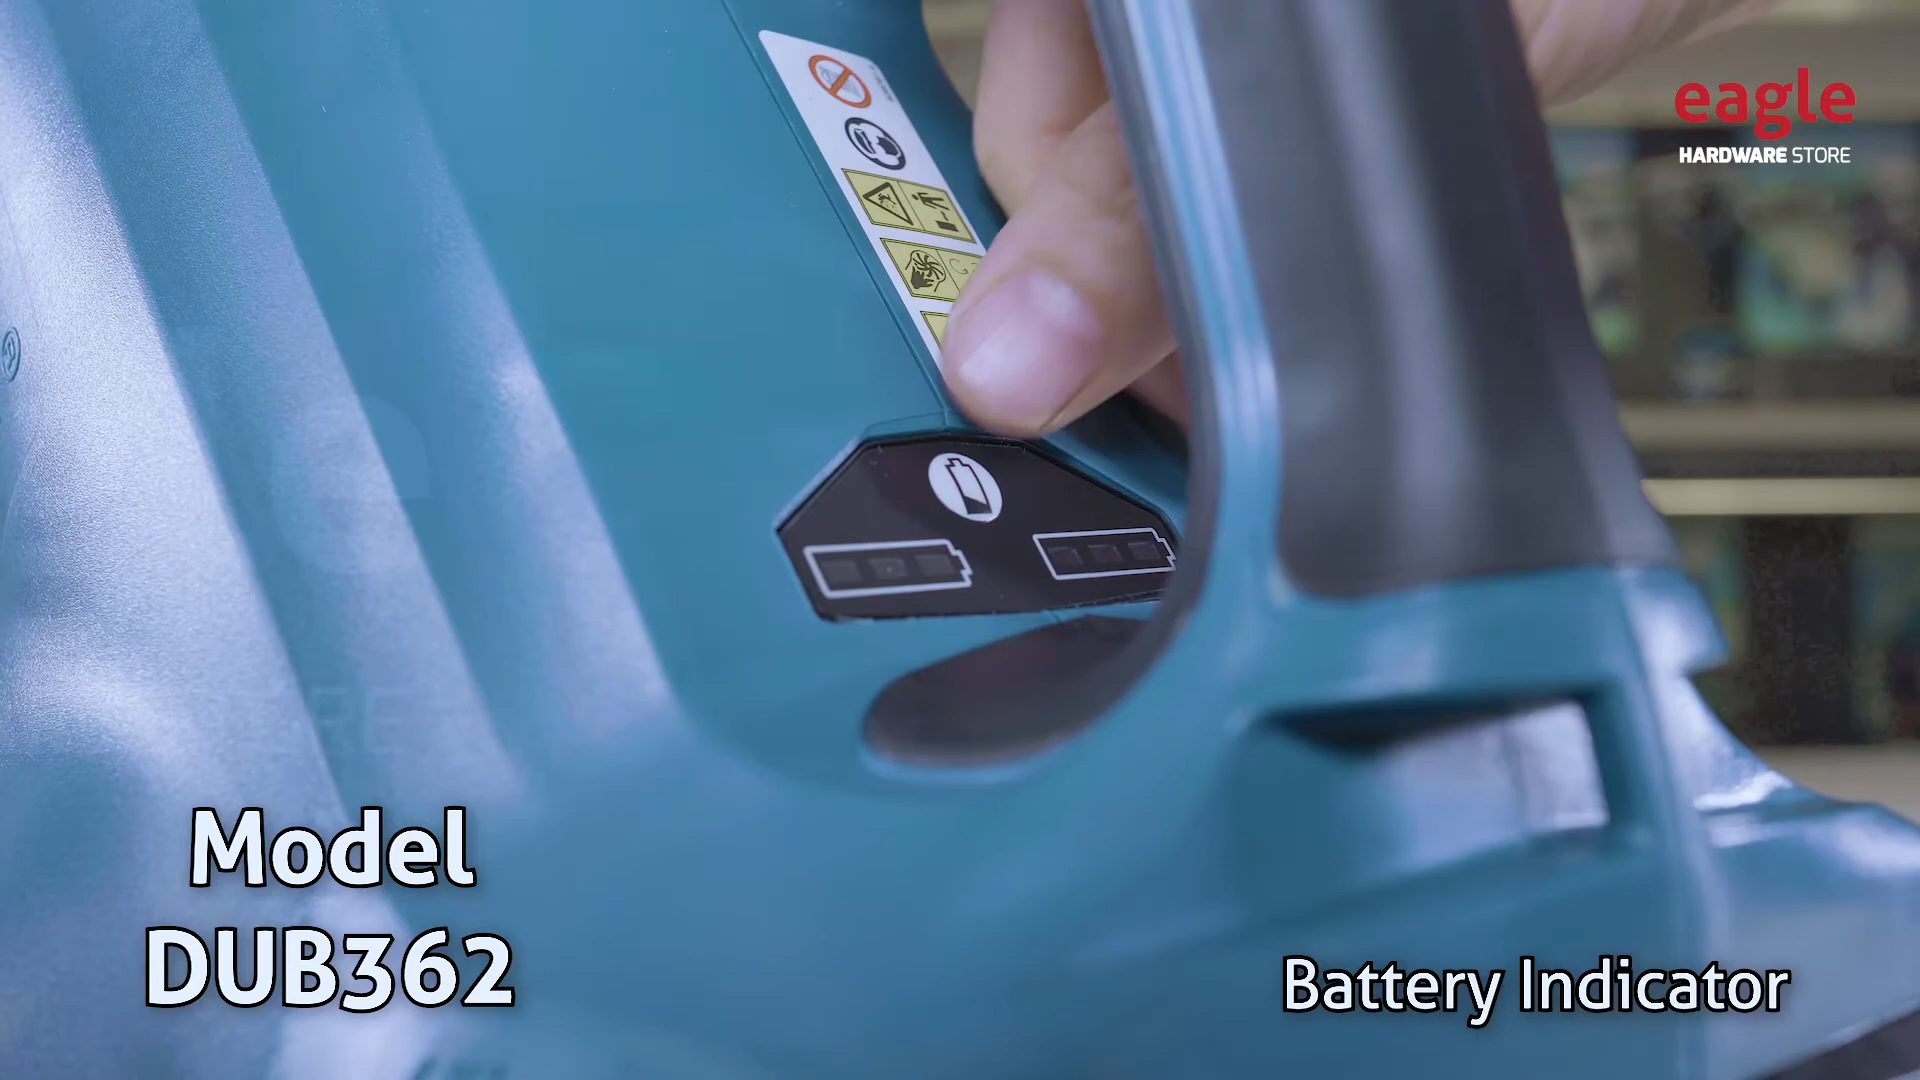 eagle
HARDWARE STORE
Model
DUB362
Battery Indicator